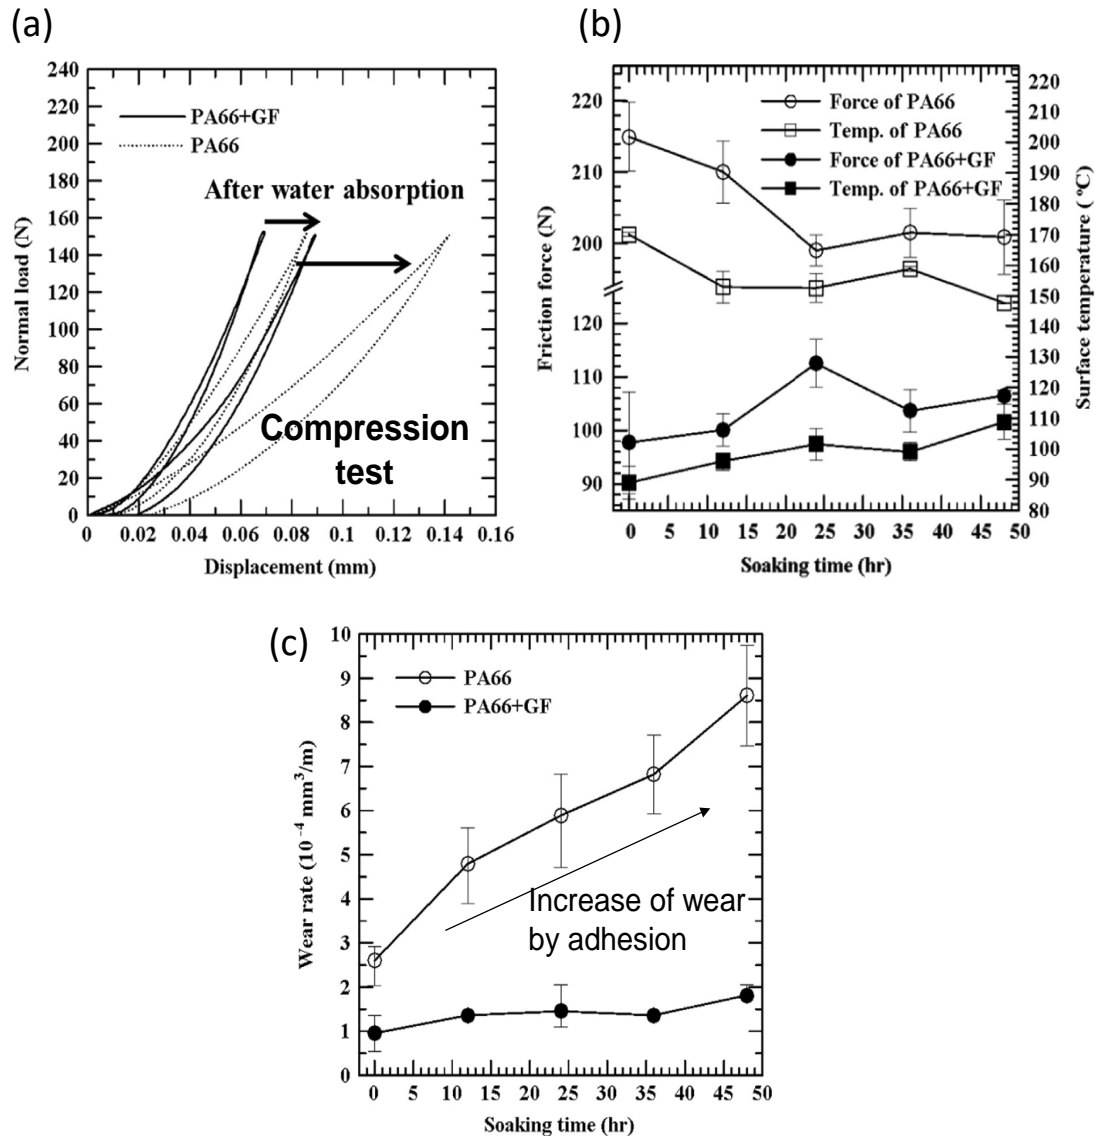 (a)
(b)
240
220
200
180
160
140
120
100
80
60
40
20
0
Normal load (N)
PA66+GF
PA66
After water absorption
Compression
test
0 0.02 0.04 0.06 0.08 0.1 0.12 0.14 0.16
Displacement (mm)
220
210
200
120
110
100
90
Friction force (N)
Force of PA66
Temp. of PA66
Force of PA66+GF
Temp. of PA66+GF
220
210
200
190
180
170
160
150
140
130
120
110
100
90
80
Surface temperature (°C)
0 5 10 15 20 25 30 35 40 45 50
Soaking time (hr)
(c)
10
9
8
7
6
5
4
3
2
1
0
Wear rate (10⁻⁴ mm³/m)
PA66
PA66+GF
Increase of wear
by adhesion
0 5 10 15 20 25 30 35 40 45 50
Soaking time (hr)